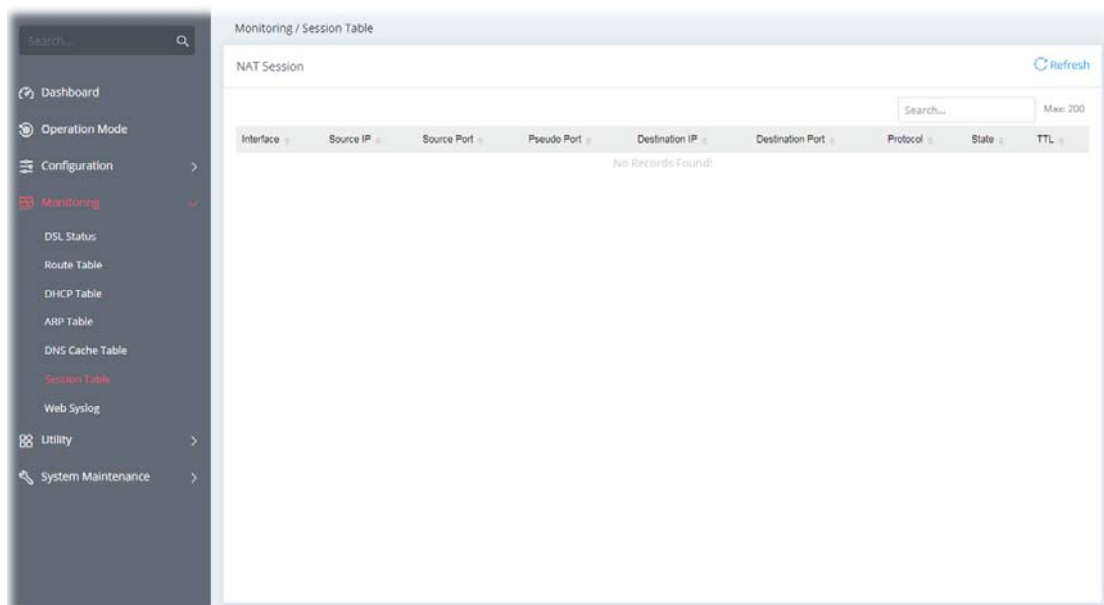 Search...
Monitoring / Session Table
NAT Session
Refresh
Search...
Max: 200
Interface Source IP Source Port Pseudo Port Destination IP Destination Port Protocol State TTL
No Records Found!
Dashboard
Operation Mode
Configuration
Monitoring
DSL Status
Route Table
DHCP Table
ARP Table
DNS Cache Table
Session Table
Web Syslog
Utility
System Maintenance